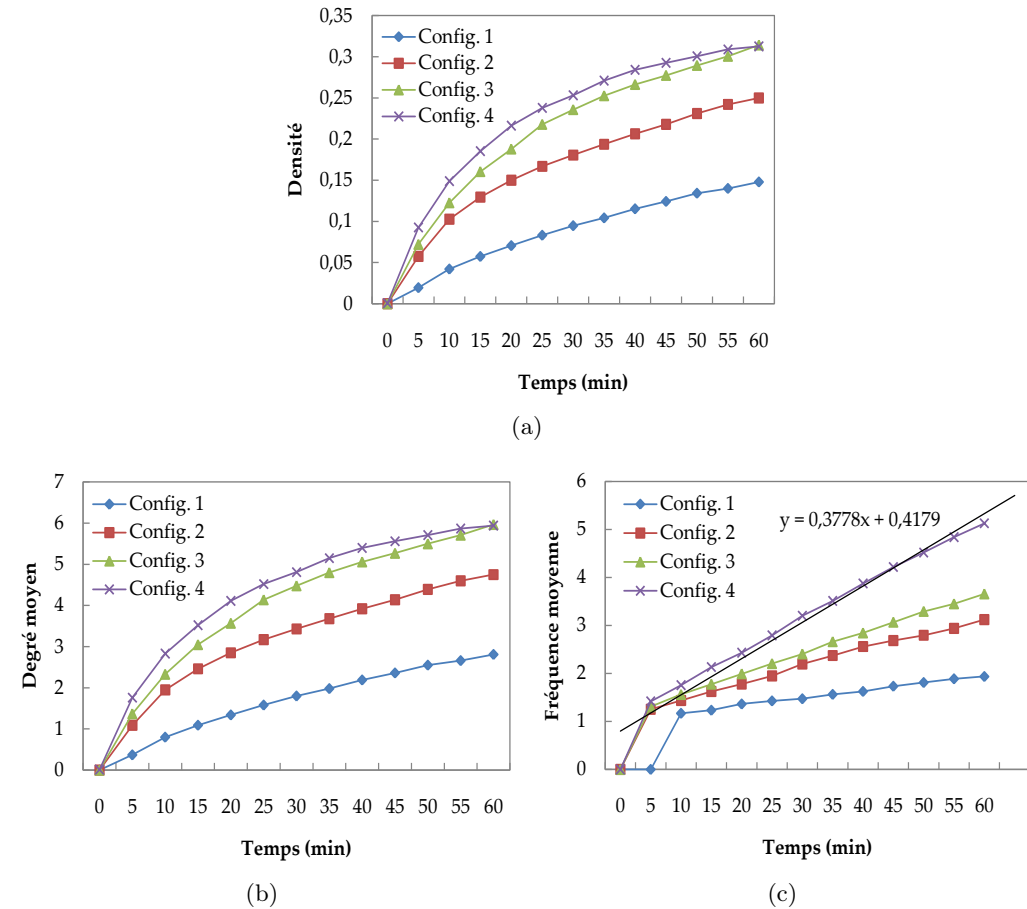 0,35
0,3
0,25
0,2
0,15
0,1
0,05
0
Densité
Config. 1
Config. 2
Config. 3
Config. 4
0 5 10 15 20 25 30 35 40 45 50 55 60
Temps (min)
(a)
7
6
5
4
3
2
1
0
Degré moyen
Config. 1
Config. 2
Config. 3
Config. 4
0 5 10 15 20 25 30 35 40 45 50 55 60
Temps (min)
(b)
6
5
4
3
2
1
0
Fréquence moyenne
Config. 1
Config. 2
Config. 3
Config. 4
y = 0,3778x + 0,4179
0 5 10 15 20 25 30 35 40 45 50 55 60
Temps (min)
(c)